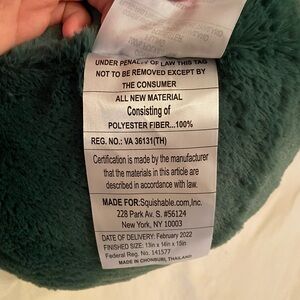 UNDER PENALTY OF LAW THIS TAG
NOT TO BE REMOVED EXCEPT BY
THE CONSUMER
ALL NEW MATERIAL
Consisting of
POLYESTER FIBER...100%
REG. NO.: VA 36131(TH)
Certification is made by the manufacturer
that the materials in this article are
described in accordance with law.
MADE FOR:Squishable.com,Inc.
228 Park Av. S. #56124
New York, NY 10003
DATE OF DELIVERY: February 2022
FINISHED SIZE: 13in x 14in x 15in
Federal Reg. No. 141577
MADE IN CHONBURI, THAILAND